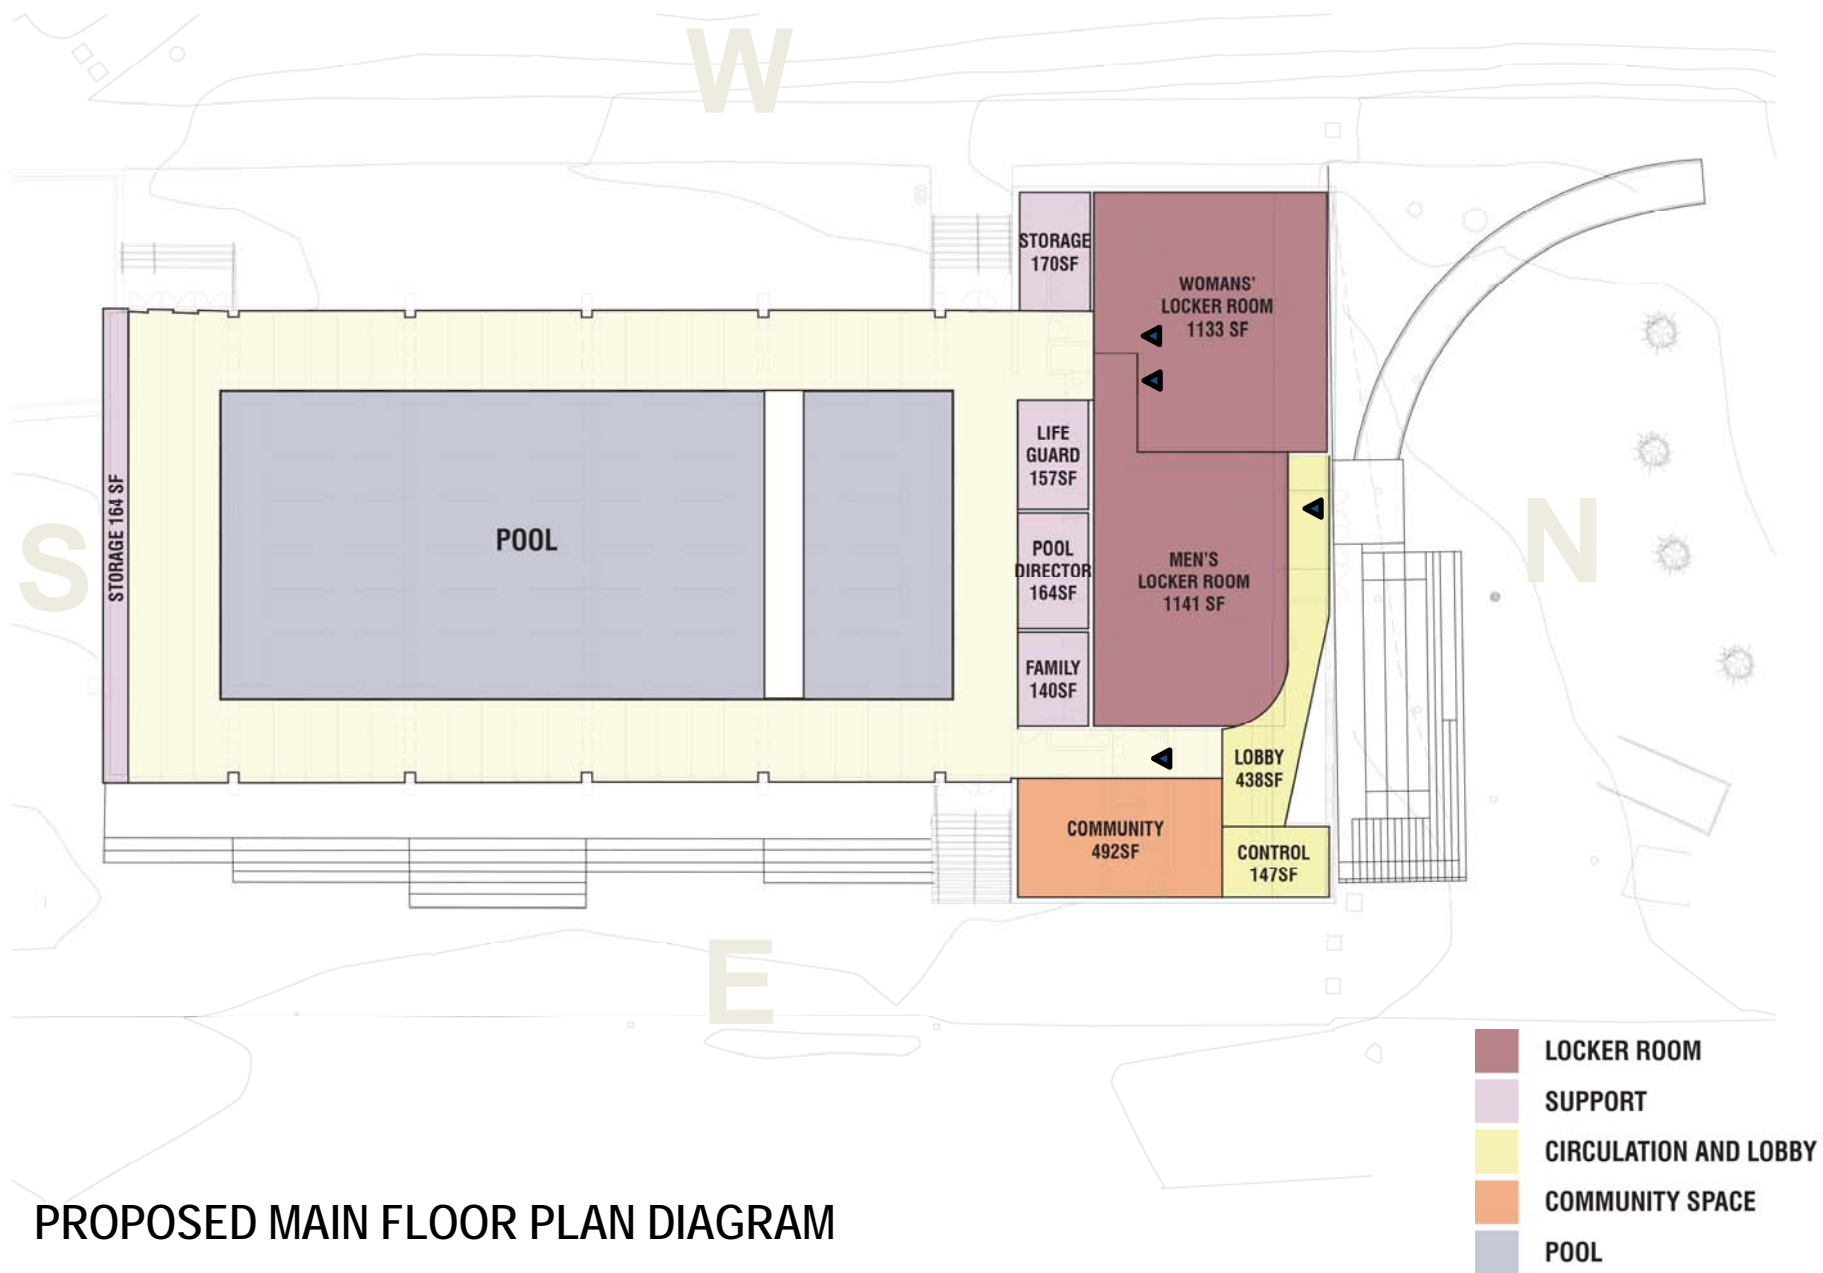 W
STORAGE
170SF
WOMANS'
LOCKER ROOM
1133 SF
LIFE
GUARD
157SF
S
STORAGE 164 SF
POOL
POOL
DIRECTOR
164SF
MEN'S
LOCKER ROOM
1141 SF
N
FAMILY
140SF
LOBBY
438SF
COMMUNITY
492SF
CONTROL
147SF
E
LOCKER ROOM
SUPPORT
CIRCULATION AND LOBBY
COMMUNITY SPACE
POOL
PROPOSED MAIN FLOOR PLAN DIAGRAM